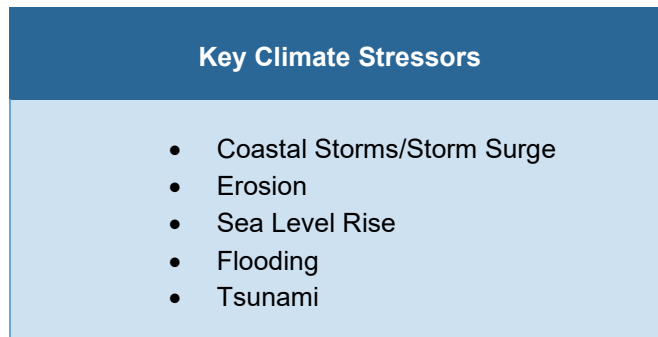 Key Climate Stressors
• Coastal Storms/Storm Surge
• Erosion
• Sea Level Rise
• Flooding
• Tsunami